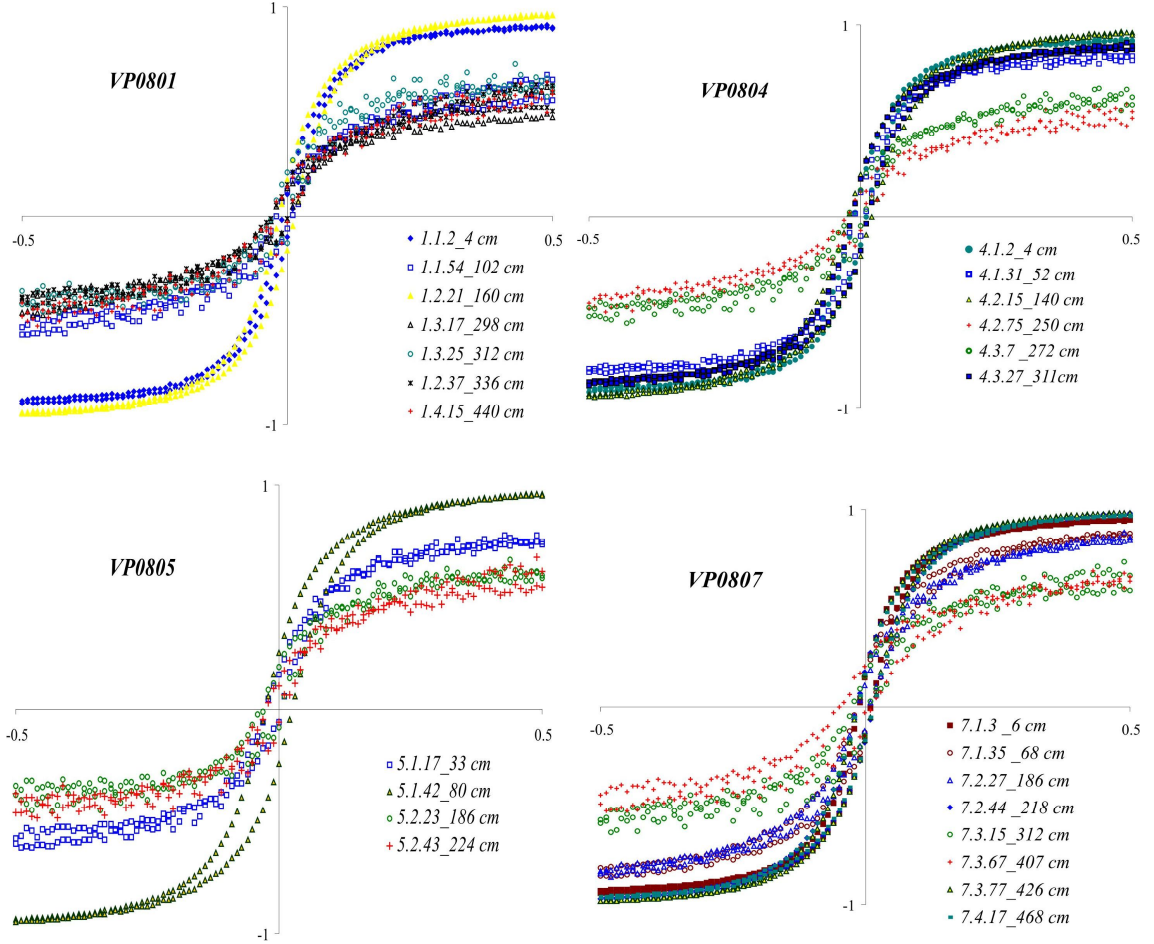 1
VP0801
-0.5
0.5
1.1.2_4 cm
1.1.54_102 cm
1.2.21_160 cm
1.3.17_298 cm
1.3.25_312 cm
1.2.37_336 cm
1.4.15_440 cm
-1
1
VP0804
-0.5
0.5
4.1.2_4 cm
4.1.31_52 cm
4.2.15_140 cm
4.2.75_250 cm
4.3.7 _272 cm
4.3.27_311cm
-1
1
VP0805
-0.5
0.5
5.1.17_33 cm
5.1.42_80 cm
5.2.23_186 cm
5.2.43_224 cm
-1
1
VP0807
-0.5
0.5
7.1.3 _6 cm
7.1.35 _68 cm
7.2.27_186 cm
7.2.44 _218 cm
7.3.15_312 cm
7.3.67_407 cm
7.3.77_426 cm
7.4.17_468 cm
-1